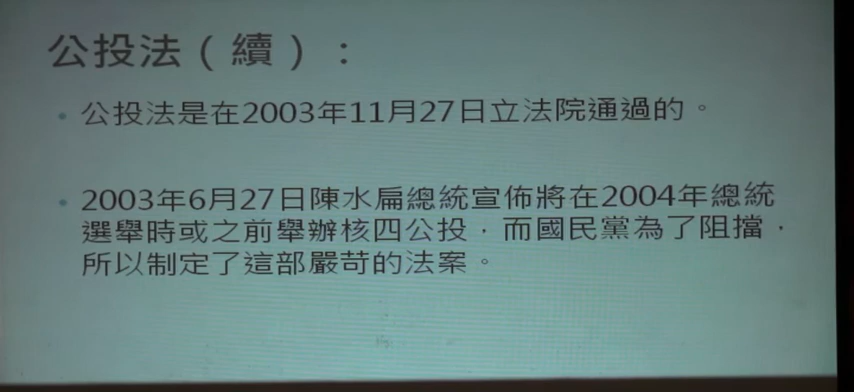 公投法（續）：
• 公投法是在2003年11月27日立法院通過的。
• 2003年6月27日陳水扁總統宣佈將在2004年總統
選舉時或之前舉辦核四公投，而國民黨為了阻擋，
所以制定了這部嚴苛的法案。